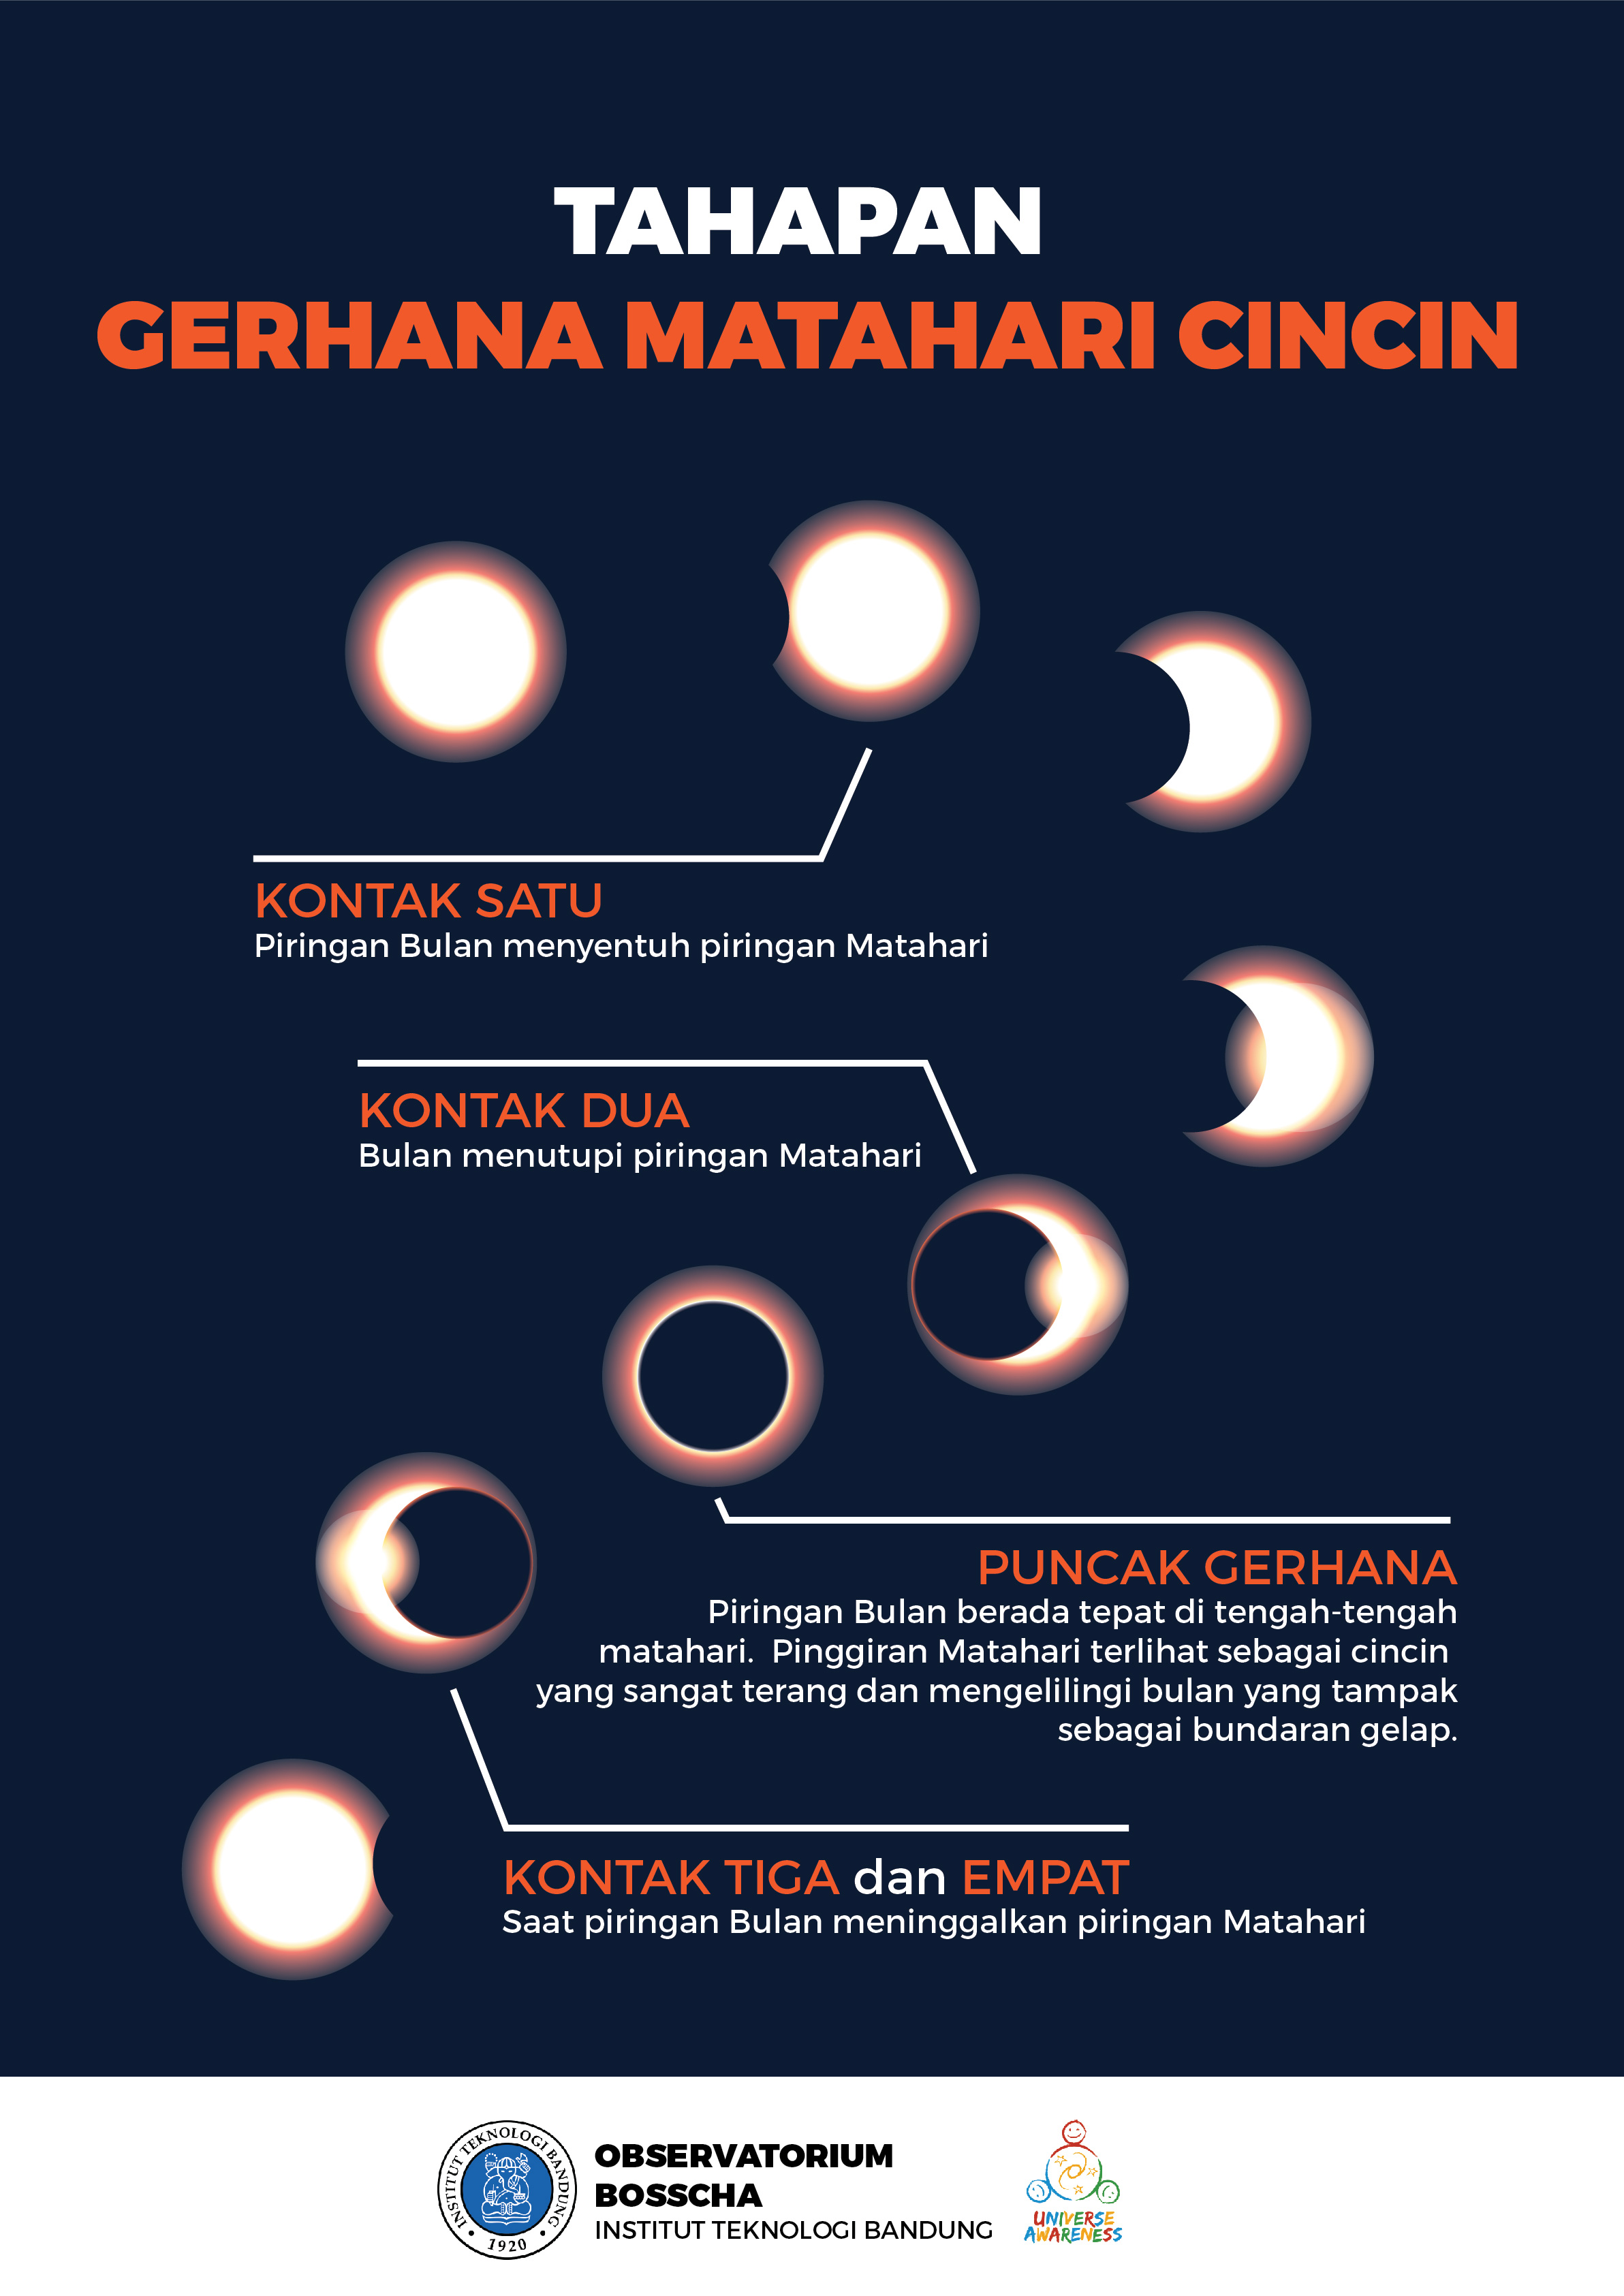 TAHAPAN
GERHANA MATAHARI CINCIN
KONTAK SATU
Piringan Bulan menyentuh piringan Matahari
KONTAK DUA
Bulan menutupi piringan Matahari
PUNCAK GERHANA
Piringan Bulan berada tepat di tengah-tengah
matahari. Pinggiran Matahari terlihat sebagai cincin
yang sangat terang dan mengelilingi bulan yang tampak
sebagai bundaran gelap.
KONTAK TIGA dan EMPAT
Saat piringan Bulan meninggalkan piringan Matahari
INSTITUT TEKNOLOGI BANDUNG
1920
OBSERVATORIUM
BOSSCHA
INSTITUT TEKNOLOGI BANDUNG
UNIVERSE
AWARENESS